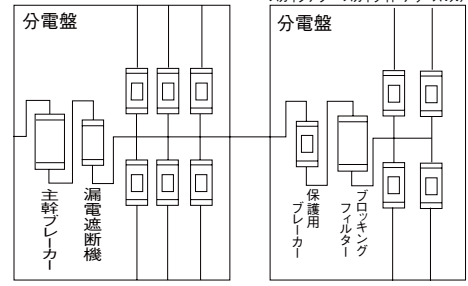 分電盤
分電盤
主幹ブレーカー
漏電遮断機
保護用
ブレーカー
ブロッキング
フィルター